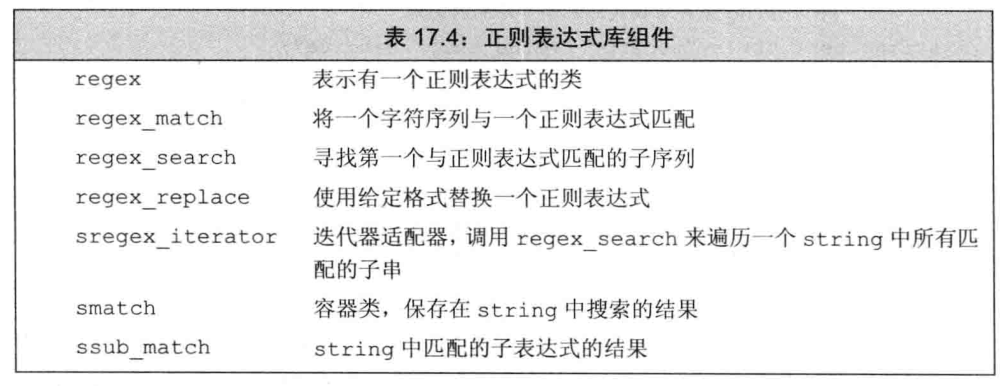 表 17.4：正则表达式库组件
regex 表示有一个正则表达式的类
regex_match 将一个字符序列与一个正则表达式匹配
regex_search 寻找第一个与正则表达式匹配的子序列
regex_replace 使用给定格式替换一个正则表达式
sregex_iterator 迭代器适配器，调用 regex_search 来遍历一个 string 中所有匹
配的子串
smatch 容器类，保存在 string 中搜索的结果
ssub_match string 中匹配的子表达式的结果